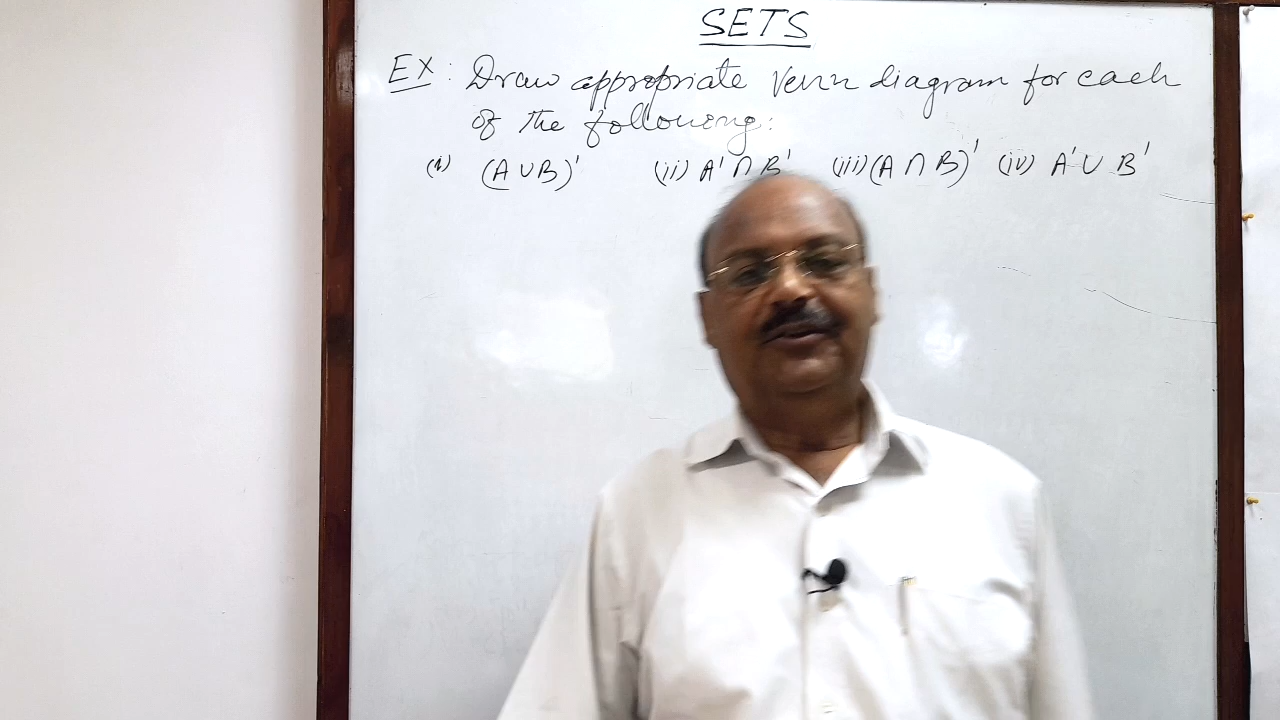 SETS
EX: Draw appropriate Venn diagram for each
of the following:
(i) (A∪B)' (ii) A'∩B' (iii) (A∩B)' (iv) A'∪B'